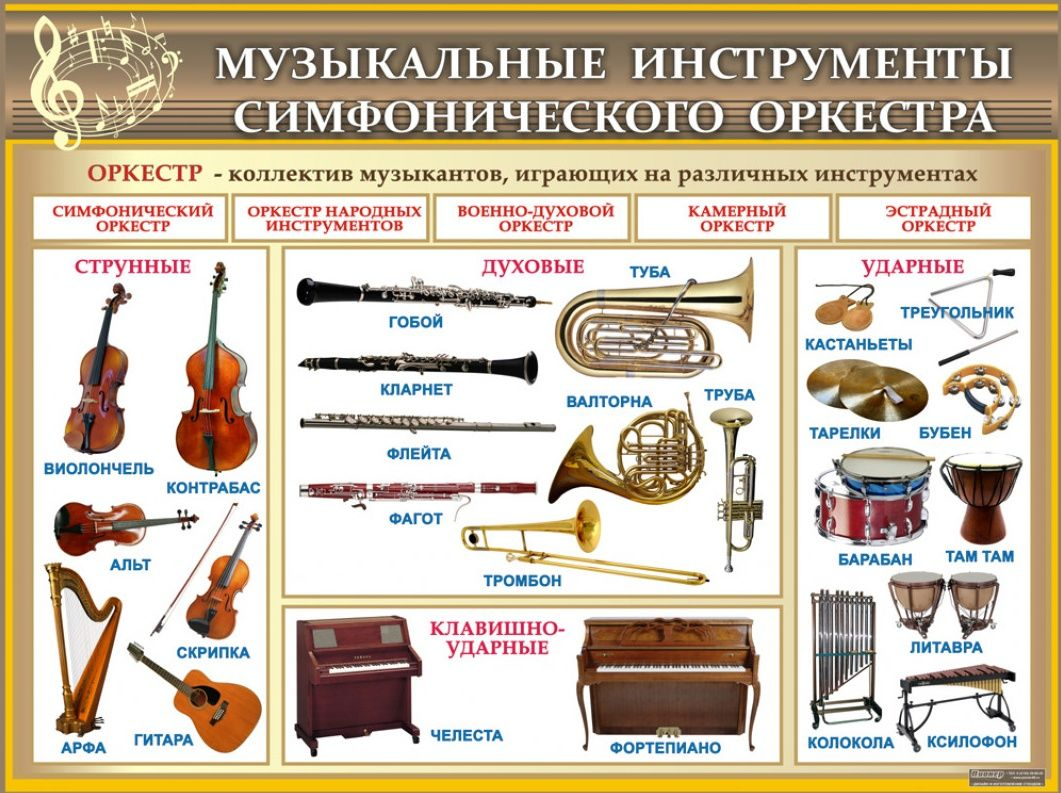 МУЗЫКАЛЬНЫЕ ИНСТРУМЕНТЫ
СИМФОНИЧЕСКОГО ОРКЕСТРА
ОРКЕСТР - коллектив музыкантов, играющих на различных инструментах
СИМФОНИЧЕСКИЙ
ОРКЕСТР
ОРКЕСТР НАРОДНЫХ
ИНСТРУМЕНТОВ
ВОЕННО-ДУХОВОЙ
ОРКЕСТР
КАМЕРНЫЙ
ОРКЕСТР
ЭСТРАДНЫЙ
ОРКЕСТР
СТРУННЫЕ
ВИОЛОНЧЕЛЬ
КОНТРАБАС
АЛЬТ
СКРИПКА
АРФА
ГИТАРА
ДУХОВЫЕ
ТУБА
ГОБОЙ
КЛАРНЕТ
ВАЛТОРНА
ТРУБА
ФЛЕЙТА
ФАГОТ
ТРОМБОН
КЛАВИШНО-
УДАРНЫЕ
YAMAHA
ЧЕЛЕСТА
ФОРТЕПИАНО
УДАРНЫЕ
ТРЕУГОЛЬНИК
КАСТАНЬЕТЫ
ТАРЕЛКИ
БУБЕН
БАРАБАН
ТАМ ТАМ
ЛИТАВРА
КОЛОКОЛА
КСИЛОФОН